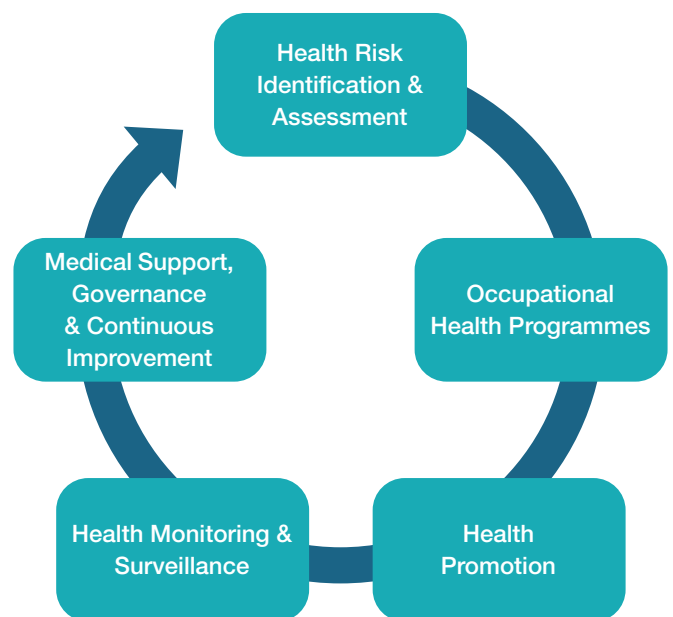 Health Risk
Identification &
Assessment
Occupational
Health Programmes
Health
Promotion
Health Monitoring &
Surveillance
Medical Support,
Governance
& Continuous
Improvement